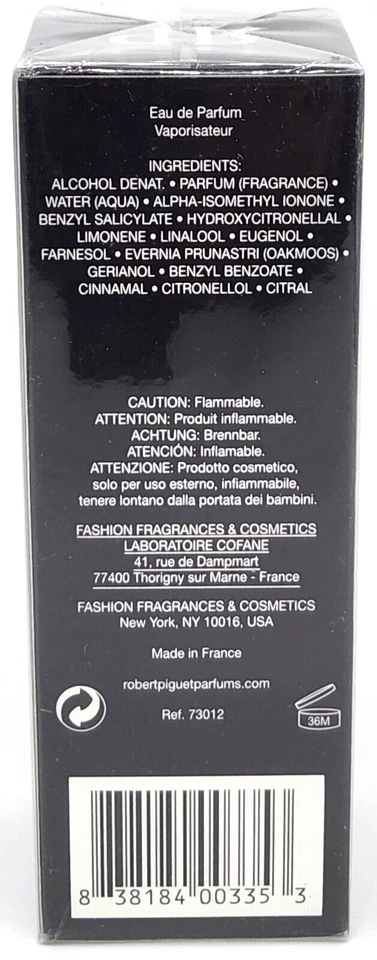 Eau de Parfum
Vaporisateur
INGREDIENTS:
ALCOHOL DENAT. • PARFUM (FRAGRANCE) •
WATER (AQUA) • ALPHA-ISOMETHYL IONONE •
BENZYL SALICYLATE • HYDROXYCITRONELLAL •
LIMONENE • LINALOOL • EUGENOL •
FARNESOL • EVERNIA PRUNASTRI (OAKMOOS) •
GERIANOL • BENZYL BENZOATE •
CINNAMAL • CITRONELLOL • CITRAL
CAUTION: Flammable.
ATTENTION: Produit inflammable.
ACHTUNG: Brennbar.
ATENCIÓN: Inflamable.
ATTENZIONE: Prodotto cosmetico,
solo per uso esterno, infiammabile,
tenere lontano dalla portata dei bambini.
FASHION FRAGRANCES & COSMETICS
LABORATOIRE COFANE
41, rue de Dampmart
77400 Thorigny sur Marne - France
FASHION FRAGRANCES & COSMETICS
New York, NY 10016, USA
Made in France
robertpiguetparfums.com
Ref. 73012
36M
8 38184 00335 3